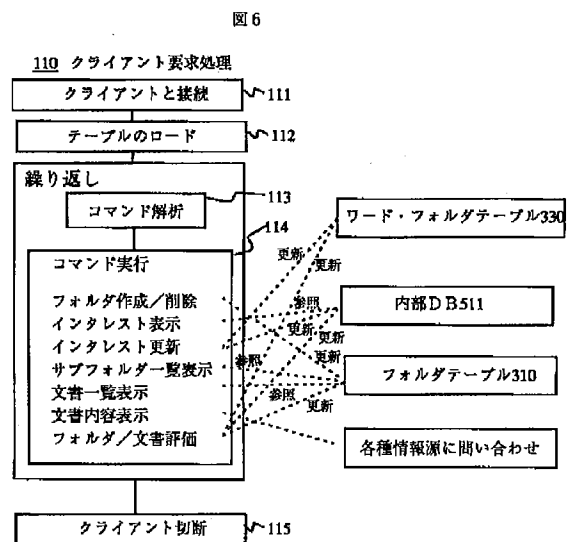 図6
110 クライアント要求処理
クライアントと接続
111
テーブルのロード
112
繰り返し
113
コマンド解析
114
コマンド実行
フォルダ作成／削除
インタレスト表示
インタレスト更新
サブフォルダ一覧表示
文書一覧表示
文書内容表示
フォルダ／文書評価
ワード・フォルダテーブル330
更新
更新
参照
内部ＤＢ511
更新
更新
参照
更新
フォルダテーブル310
参照
更新
各種情報源に問い合わせ
クライアント切断
115